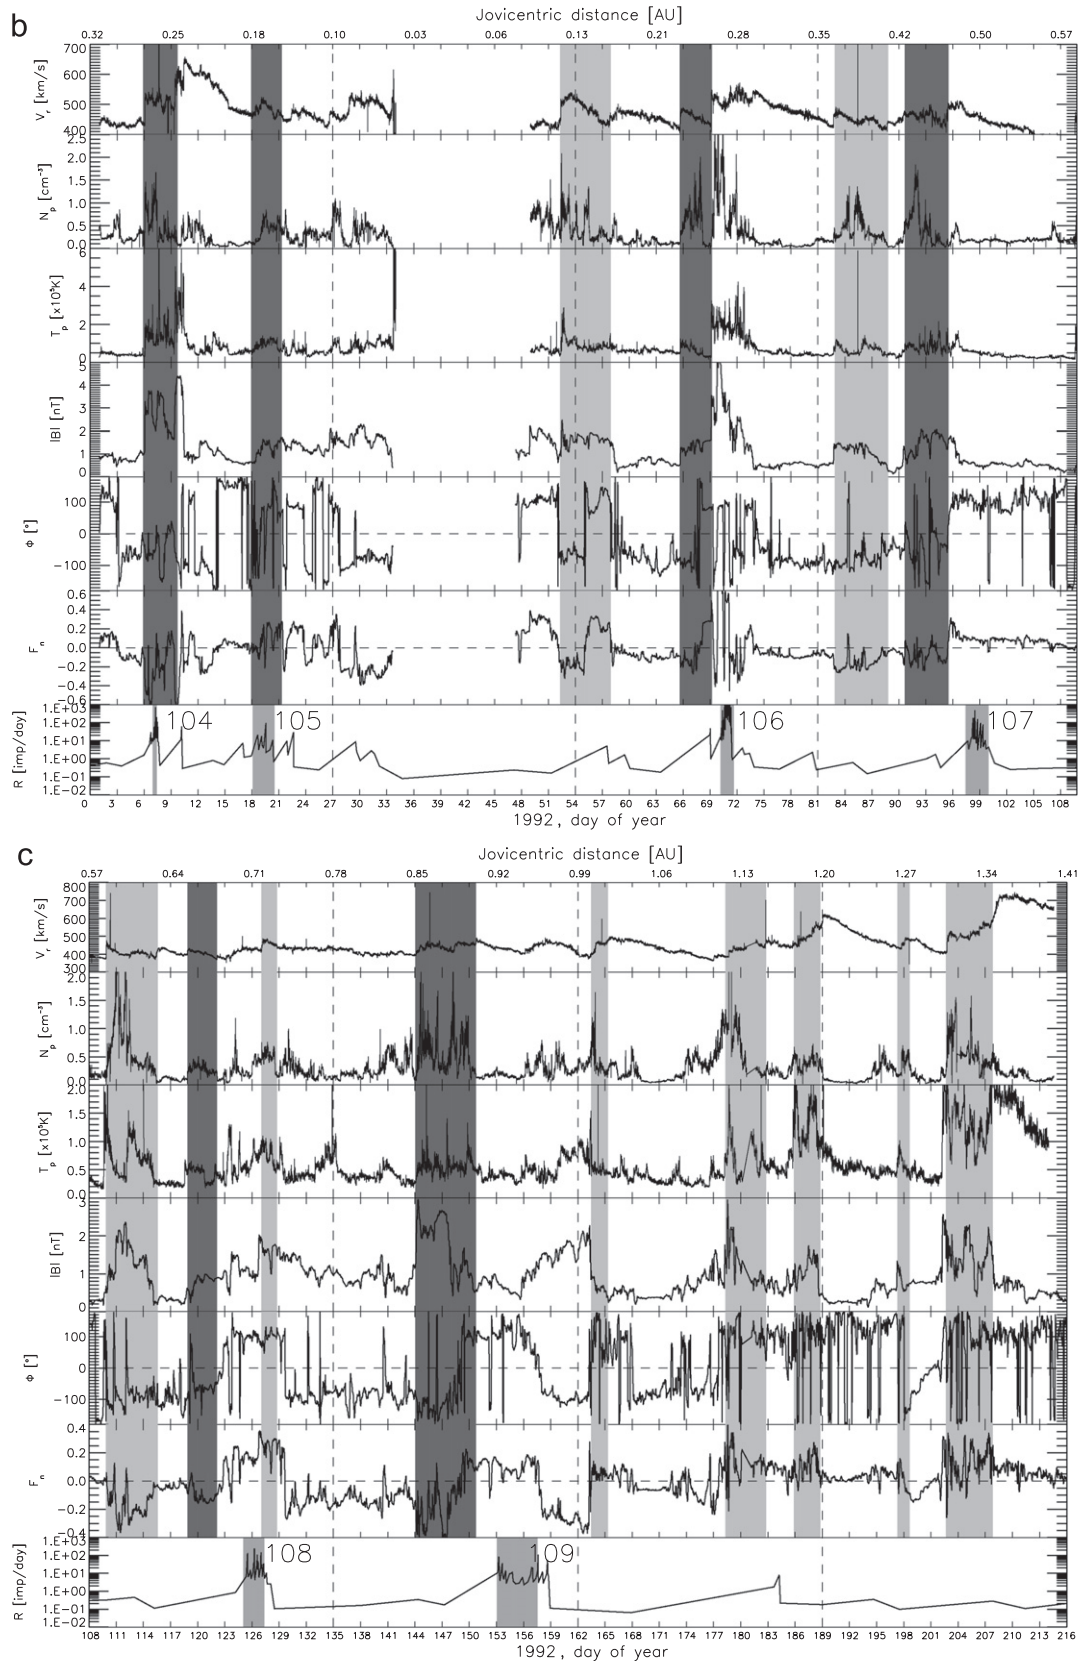 b
Jovicentric distance [AU]
0.32 0.25 0.18 0.10 0.03 0.06 0.13 0.21 0.28 0.35 0.42 0.50 0.57
700
600
500
400
Vr [km/s]
2.5
2.0
1.5
1.0
0.5
0.0
Np [cm⁻³]
6
4
2
0
Tp [x10⁵K]
5
4
3
2
1
0
|B| [nT]
100
0
−100
Φ [°]
0.6
0.4
0.2
0.0
−0.2
−0.4
−0.6
Fn
1.E+03
1.E+02
1.E+01
1.E+00
1.E−01
1.E−02
R [imp/day]
104 105 106 107
0 3 6 9 12 15 18 21 24 27 30 33 36 39 42 45 48 51 54 57 60 63 66 69 72 75 78 81 84 87 90 93 96 99 102 105 108
1992, day of year
c
Jovicentric distance [AU]
0.57 0.64 0.71 0.78 0.85 0.92 0.99 1.06 1.13 1.20 1.27 1.34 1.41
800
700
600
500
400
300
Vr [km/s]
2.0
1.5
1.0
0.5
0.0
Np [cm⁻³]
2.0
1.5
1.0
0.5
0.0
Tp [x10⁵K]
3
2
1
0
|B| [nT]
100
0
−100
Φ [°]
0.4
0.2
0.0
−0.2
−0.4
Fn
1.E+03
1.E+02
1.E+01
1.E+00
1.E−01
1.E−02
R [imp/day]
108 109
108 111 114 117 120 123 126 129 132 135 138 141 144 147 150 153 156 159 162 165 168 171 174 177 180 183 186 189 192 195 198 201 204 207 210 213 216
1992, day of year